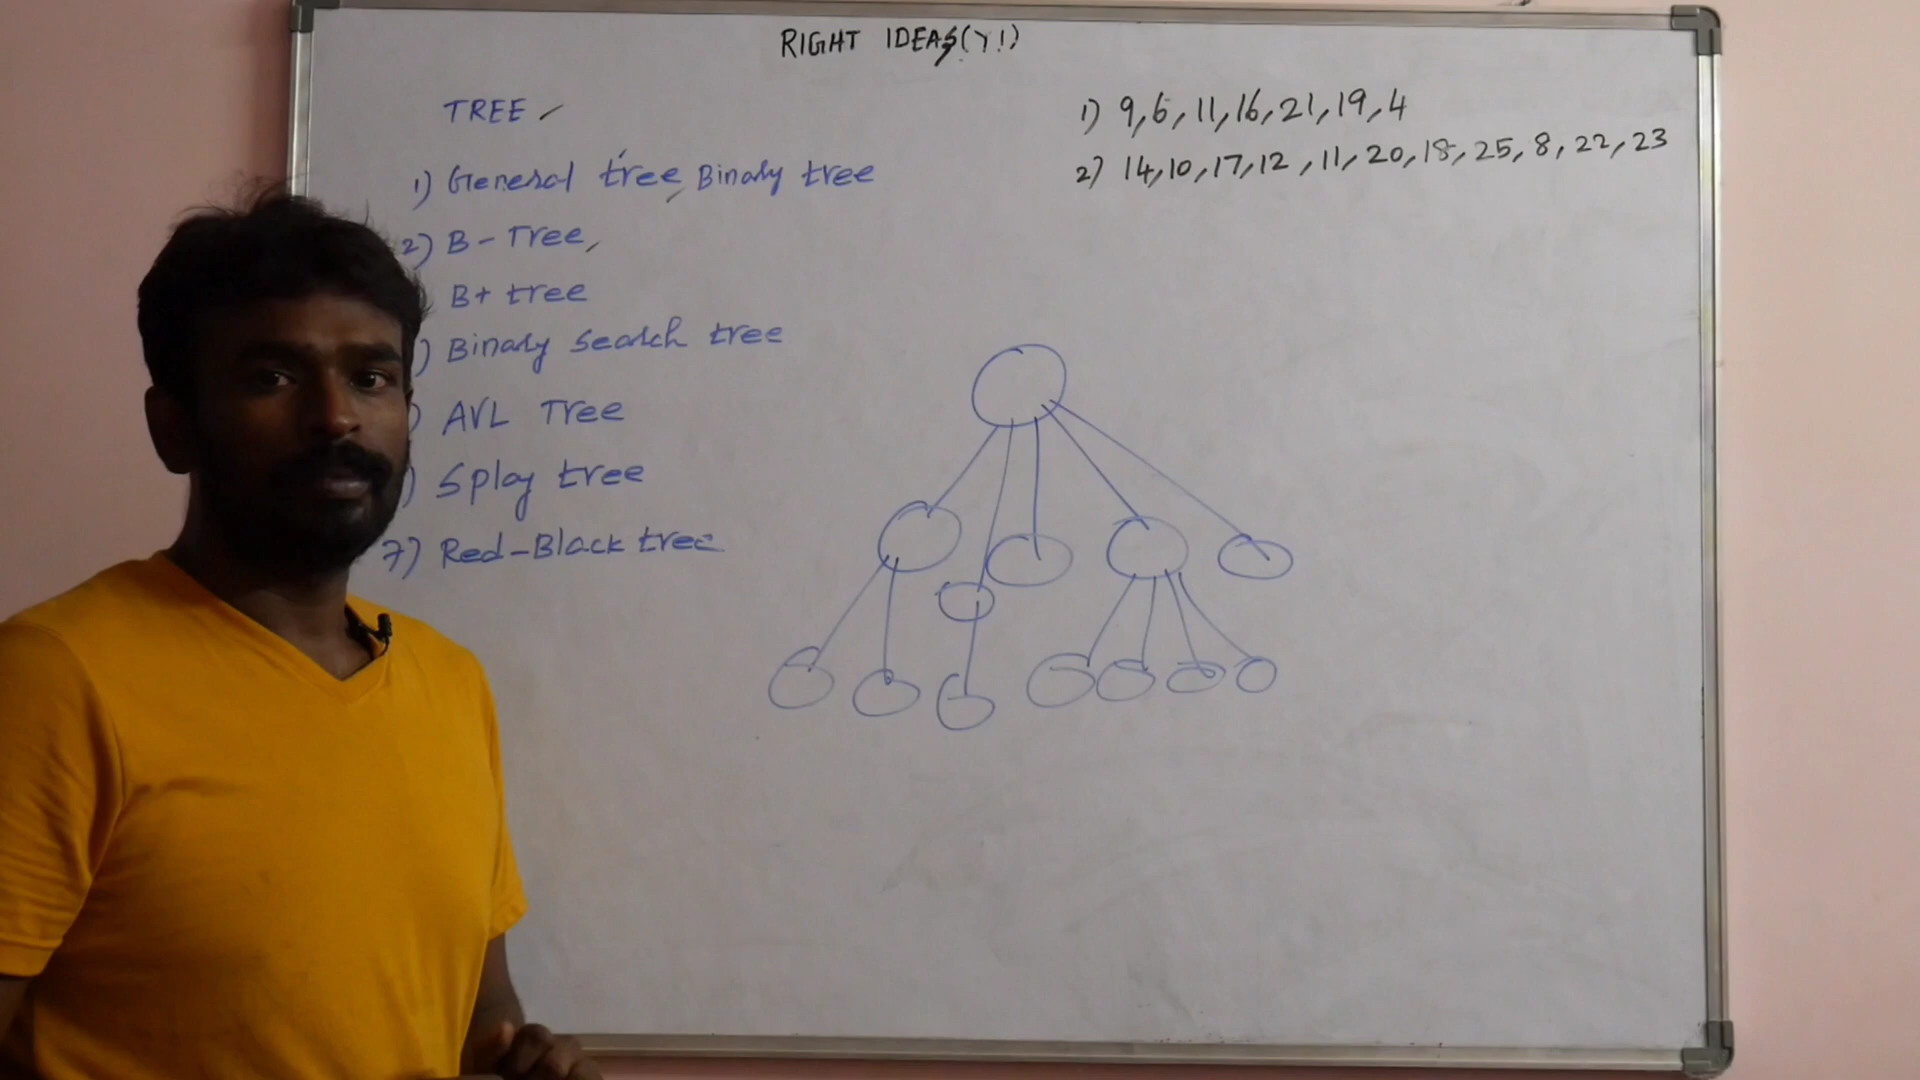 RIGHT IDEAS(Y!)
TREE
1) General tree, Binary tree
2) B-Tree,
B+ tree
) Binary Search tree
) AVL Tree
) Splay tree
7) Red-Black tree
1) 9,6,11,16,21,19,4
2) 14,10,17,12,11,20,18,25,8,22,23